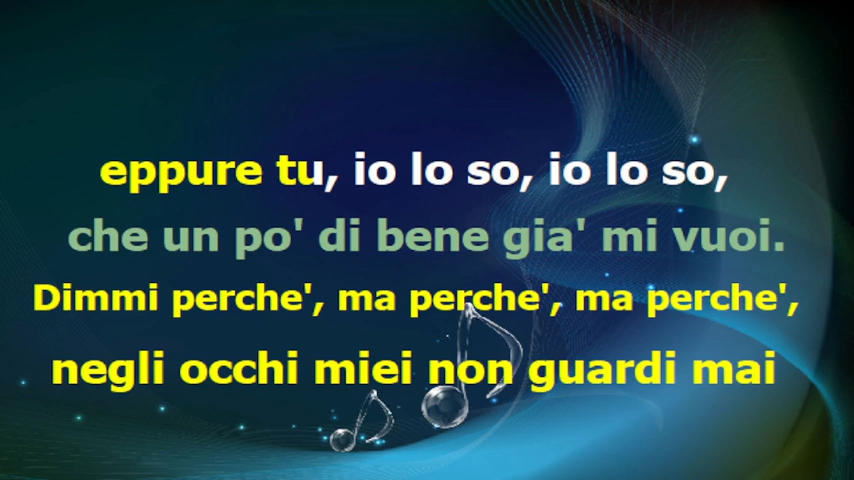 eppure tu, io lo so, io lo so,
che un po' di bene gia' mi vuoi.
Dimmi perche', ma perche', ma perche',
negli occhi miei non guardi mai